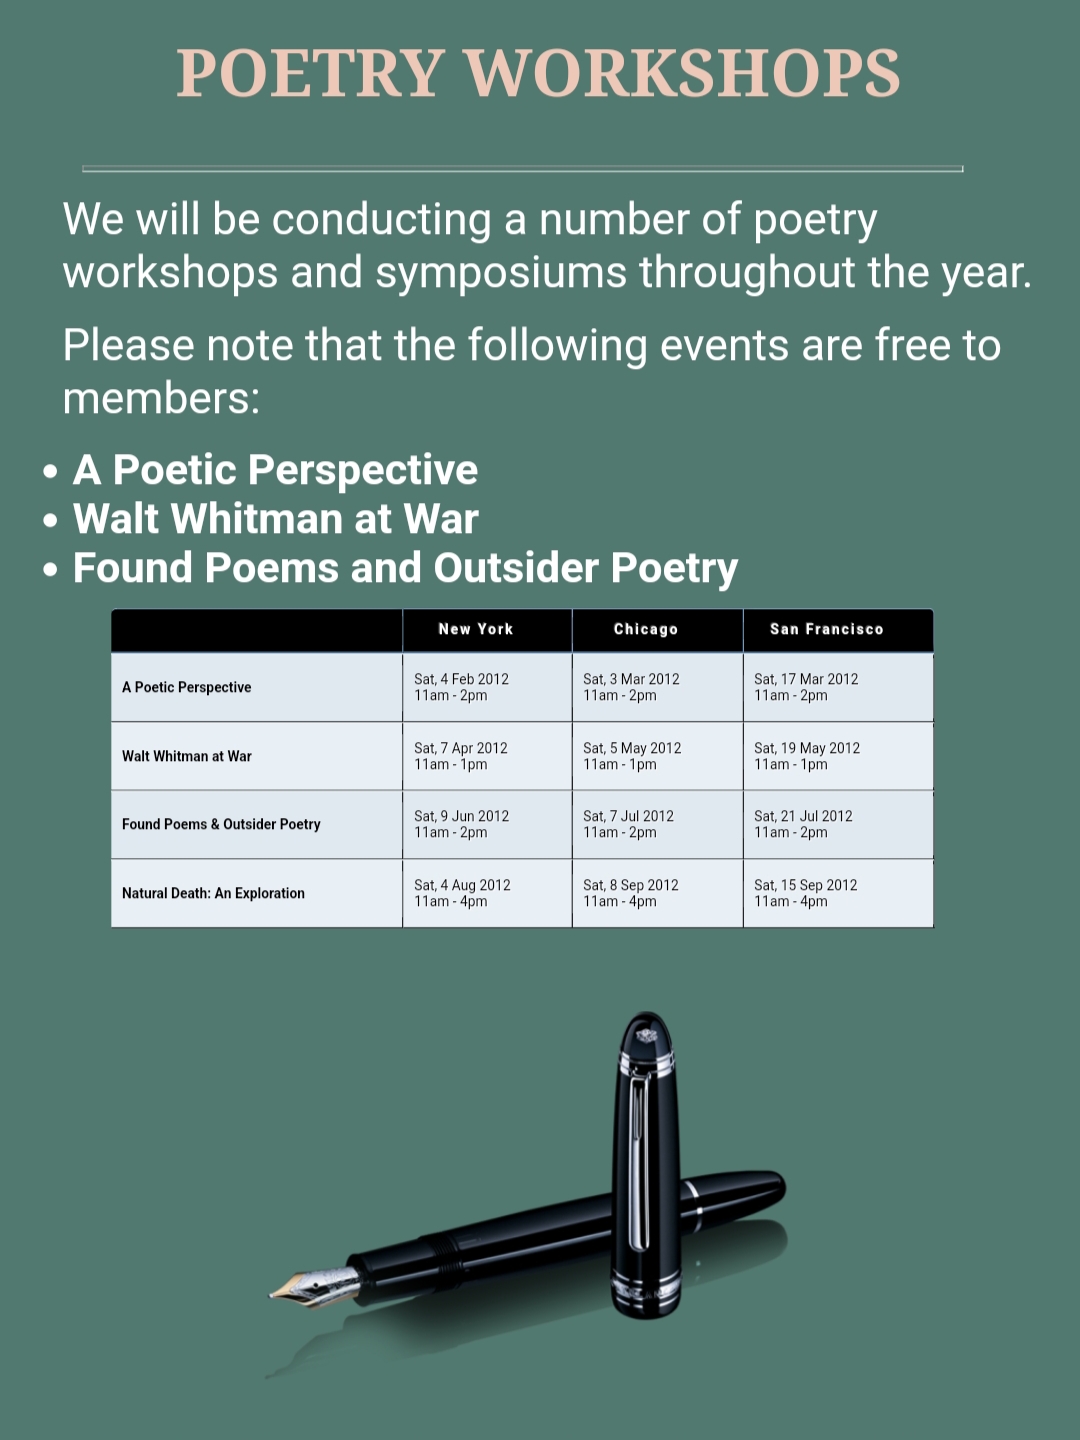 POETRY WORKSHOPS
We will be conducting a number of poetry
workshops and symposiums throughout the year.
Please note that the following events are free to
members:
• A Poetic Perspective
• Walt Whitman at War
• Found Poems and Outsider Poetry
New York Chicago San Francisco
A Poetic Perspective
Sat, 4 Feb 2012
11am - 2pm
Sat, 3 Mar 2012
11am - 2pm
Sat, 17 Mar 2012
11am - 2pm
Walt Whitman at War
Sat, 7 Apr 2012
11am - 1pm
Sat, 5 May 2012
11am - 1pm
Sat, 19 May 2012
11am - 1pm
Found Poems & Outsider Poetry
Sat, 9 Jun 2012
11am - 2pm
Sat, 7 Jul 2012
11am - 2pm
Sat, 21 Jul 2012
11am - 2pm
Natural Death: An Exploration
Sat, 4 Aug 2012
11am - 4pm
Sat, 8 Sep 2012
11am - 4pm
Sat, 15 Sep 2012
11am - 4pm